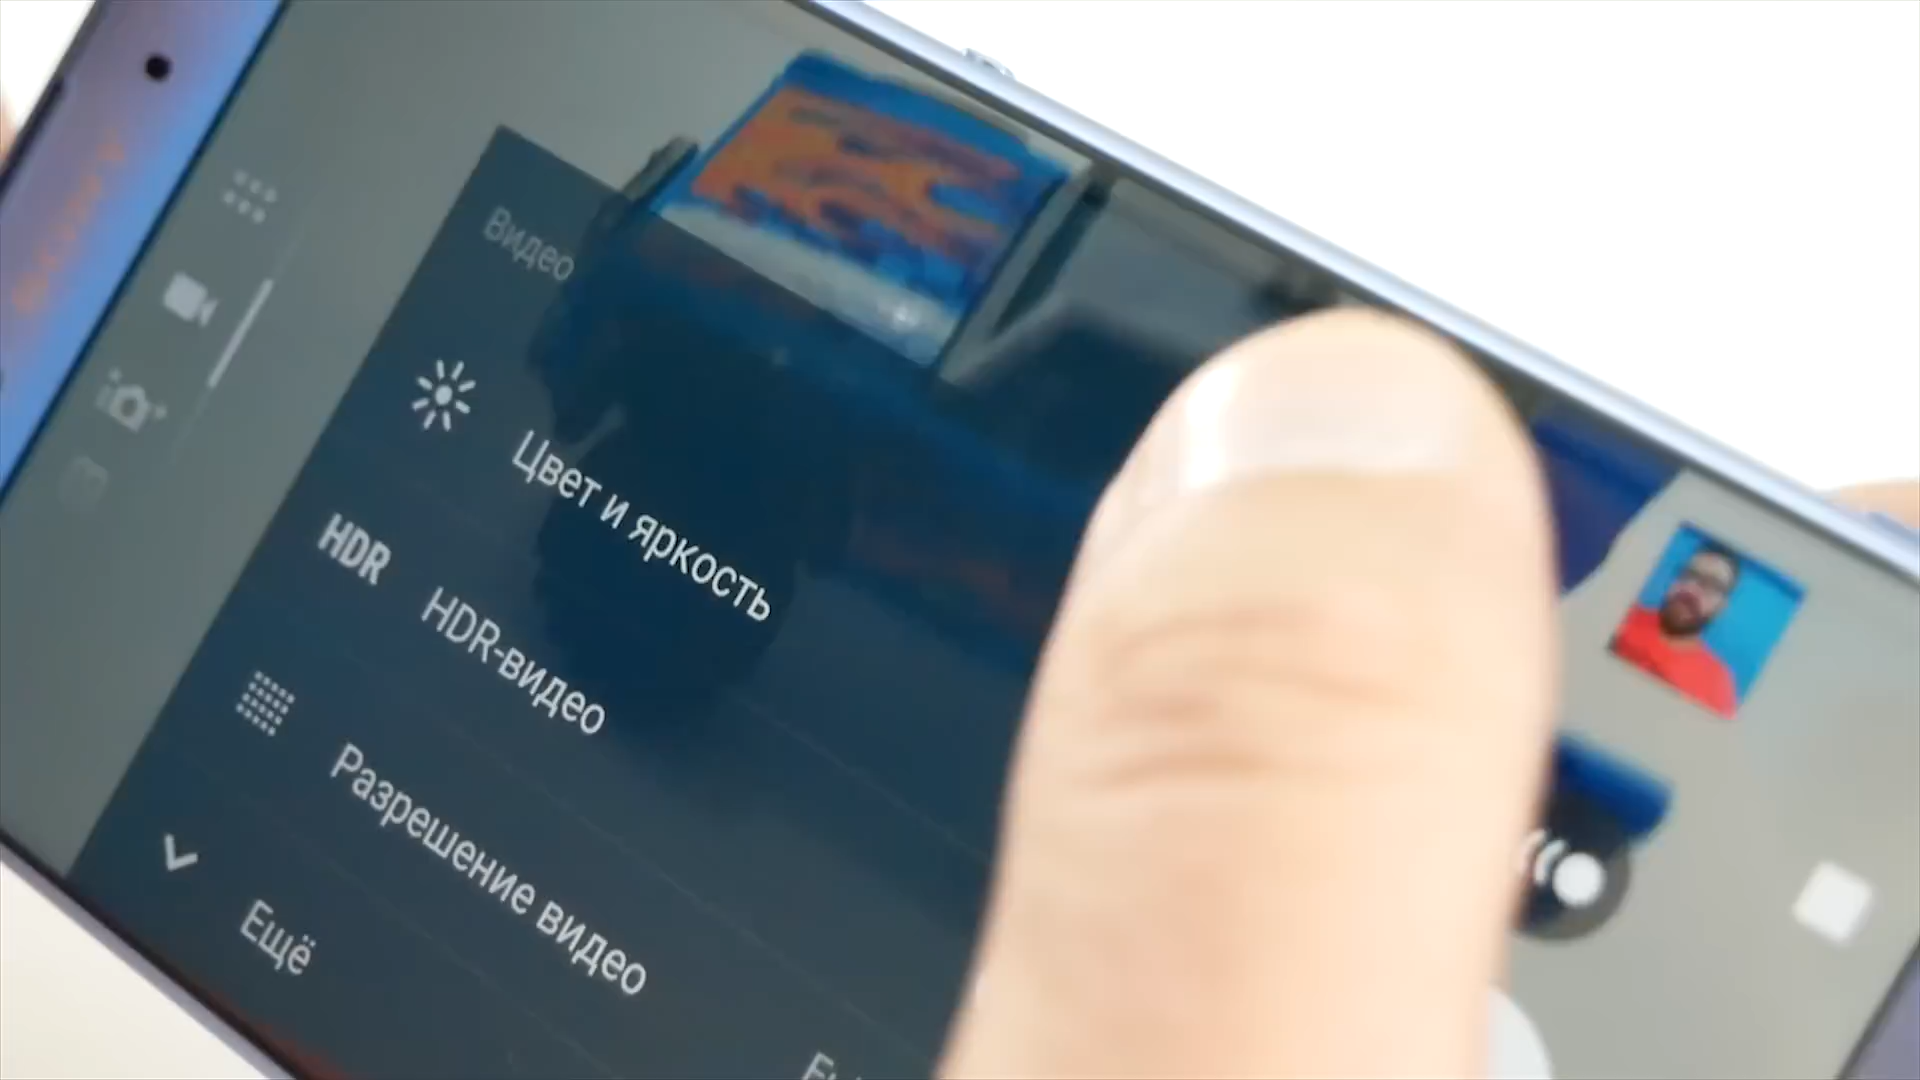 Видео
Цвет и яркость
HDR
HDR-видео
Разрешение видео
Ещё